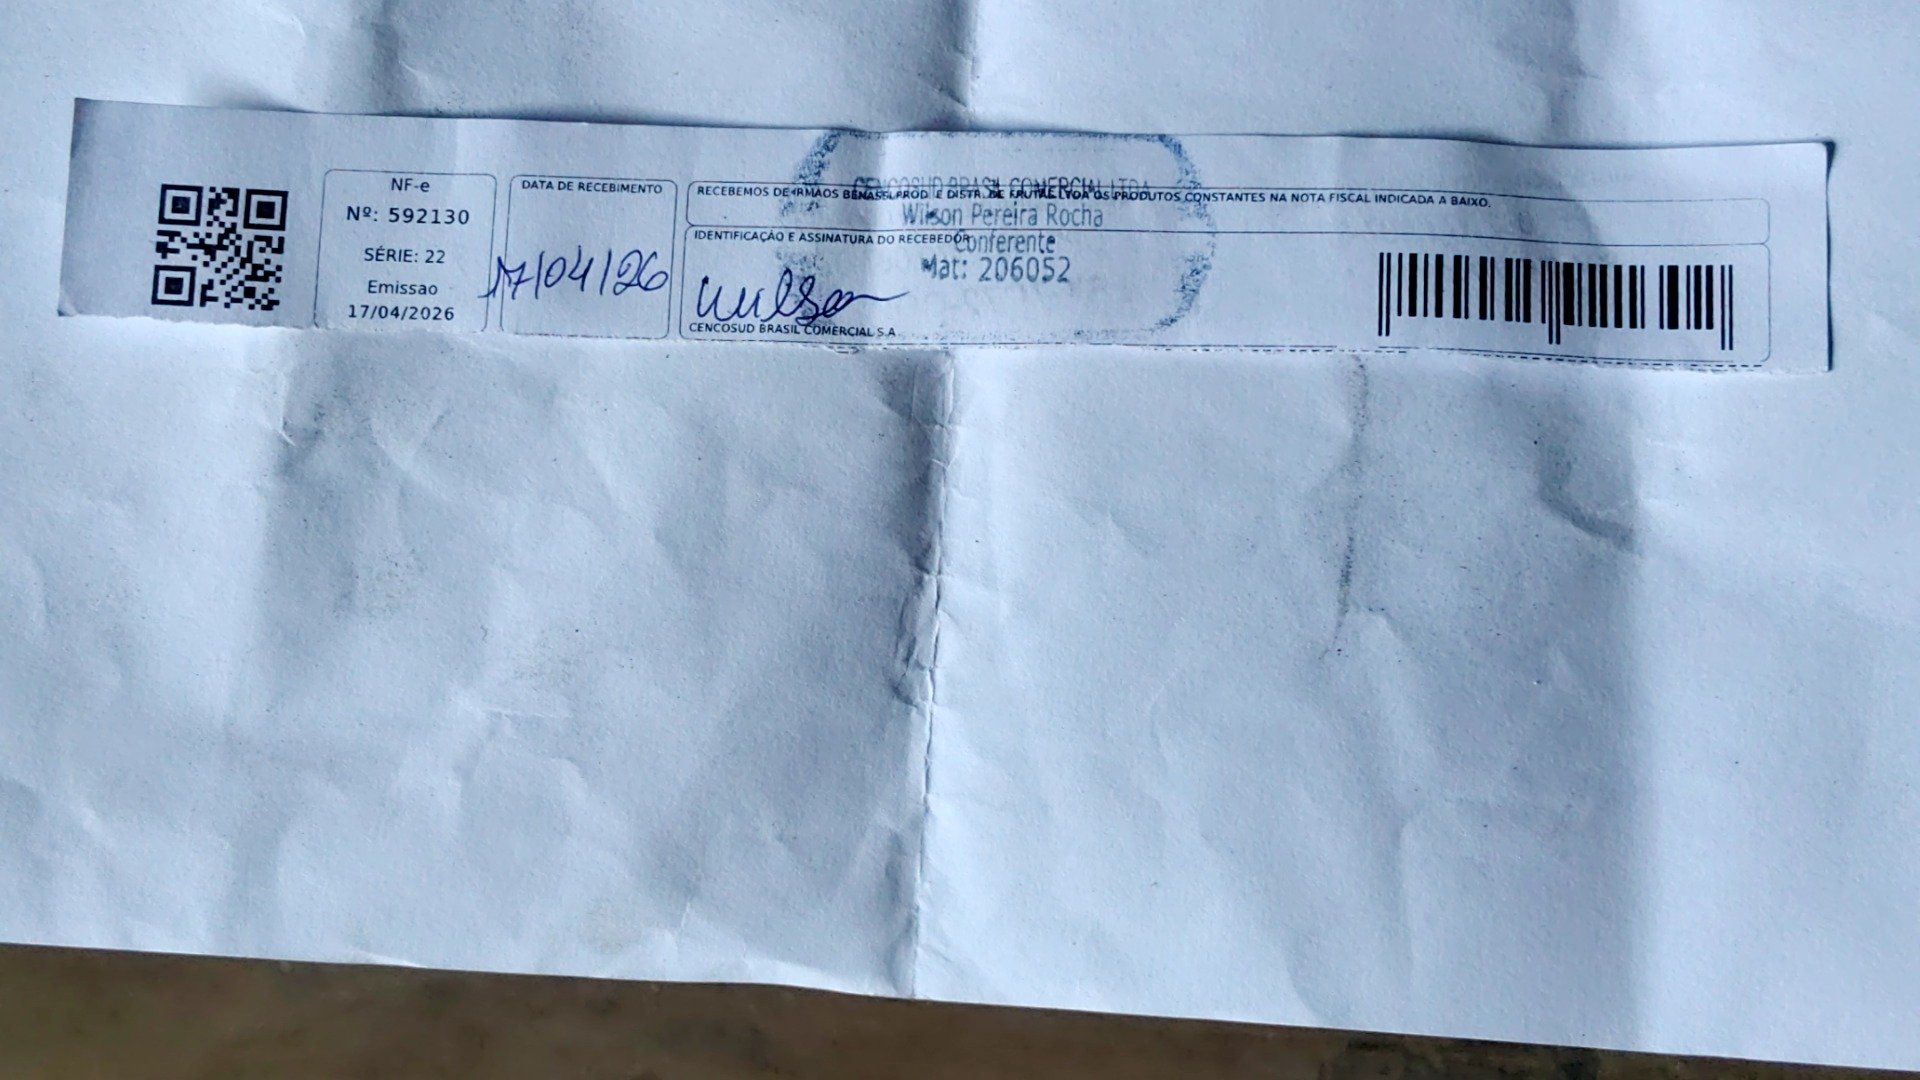 NF-e
Nº: 592130
SÉRIE: 22
Emissao
17/04/2026
DATA DE RECEBIMENTO
17/04/26
RECEBEMOS DE IRMAOS BENASSI PROD. E DISTR. DE FRUTAS LTDA OS PRODUTOS CONSTANTES NA NOTA FISCAL INDICADA A BAIXO.
CENCOSUD BRASIL COMERCIAL LTDA
Wilson Pereira Rocha
IDENTIFICAÇÃO E ASSINATURA DO RECEBEDOR
Conferente
Mat: 206052
Wilson
CENCOSUD BRASIL COMERCIAL S.A